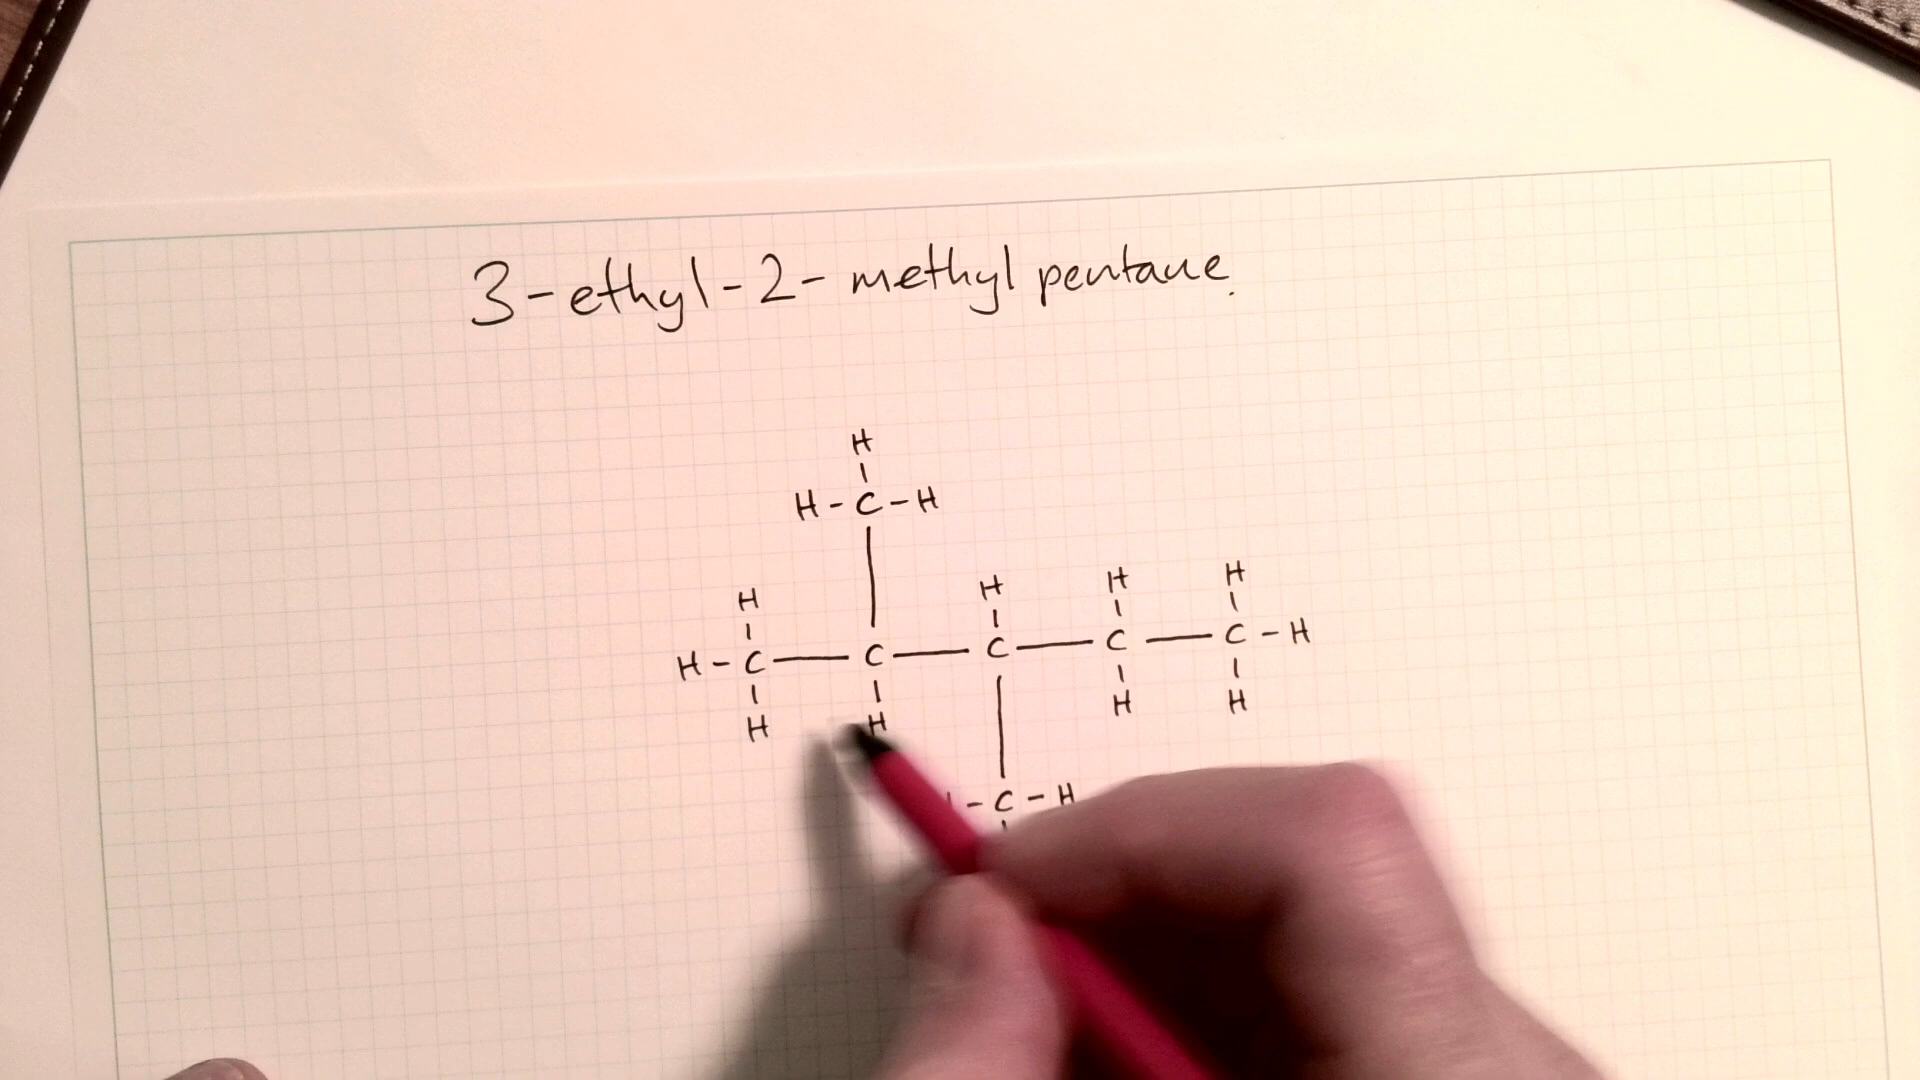 3-ethyl-2-methyl pentane.
H
H-C-H
H H H H
H-C-C-C-C-C-H
H H H H
-C-H